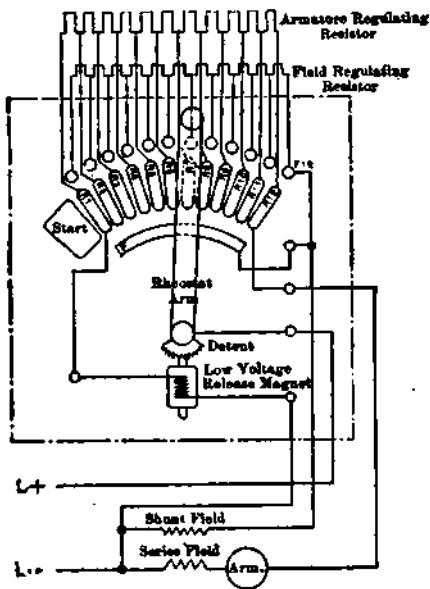 Armature Regulating
Resistor
Field Regulating
Resistor
Start
Rheostat
Arm
Detent
Low Voltage
Release Magnet
L+
Shunt Field
Series Field
L-
Arm.